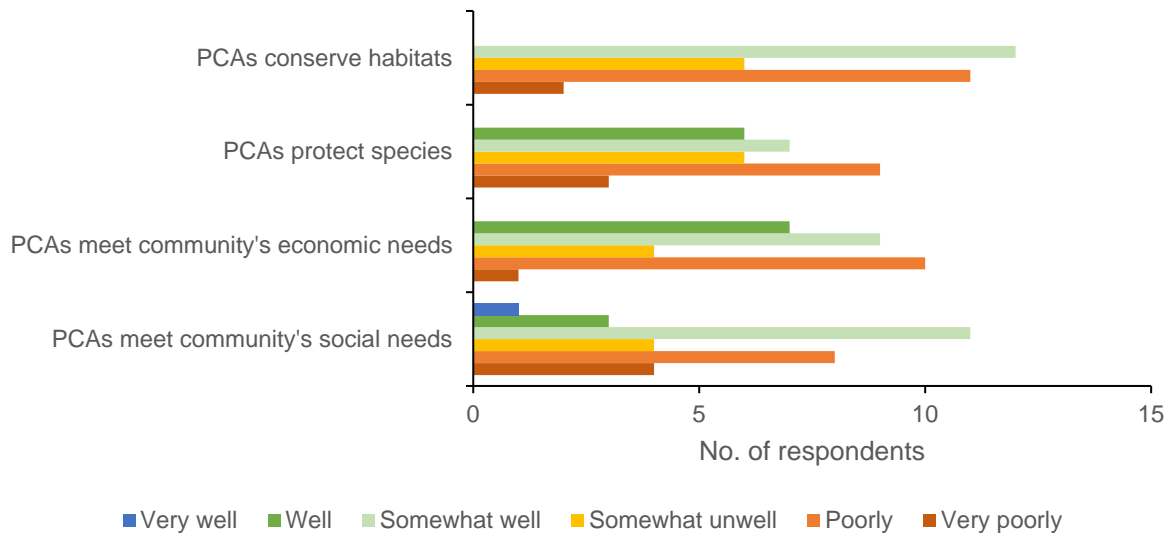 PCAs conserve habitats
PCAs protect species
PCAs meet community's economic needs
PCAs meet community's social needs
0 5 10 15
No. of respondents
Very well Well Somewhat well Somewhat unwell Poorly Very poorly